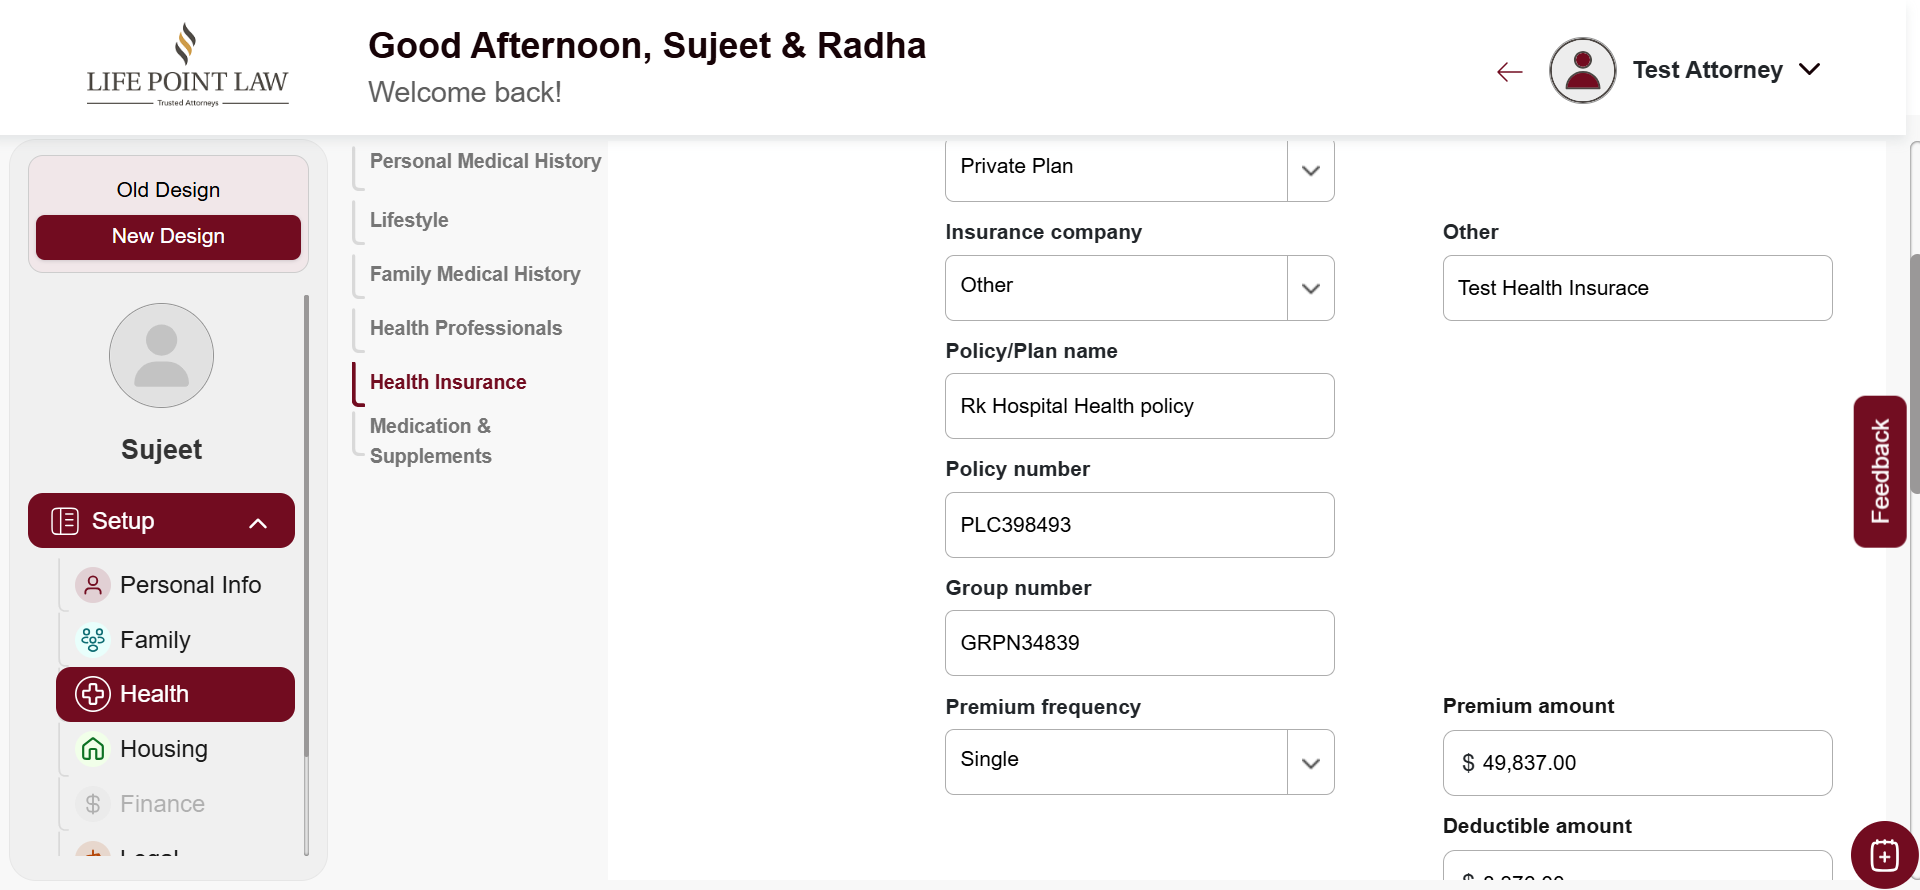 LIFE POINT LAW
Trusted Attorneys
Good Afternoon, Sujeet & Radha
Welcome back!
Test Attorney
Old Design
New Design
Sujeet
Setup
Personal Info
Family
Health
Housing
$ Finance
Personal Medical History
Lifestyle
Family Medical History
Health Professionals
Health Insurance
Medication &
Supplements
Private Plan
Insurance company
Other
Other
Test Health Insurace
Policy/Plan name
Rk Hospital Health policy
Policy number
PLC398493
Group number
GRPN34839
Premium frequency
Single
Premium amount
$ 49,837.00
Deductible amount
Feedback